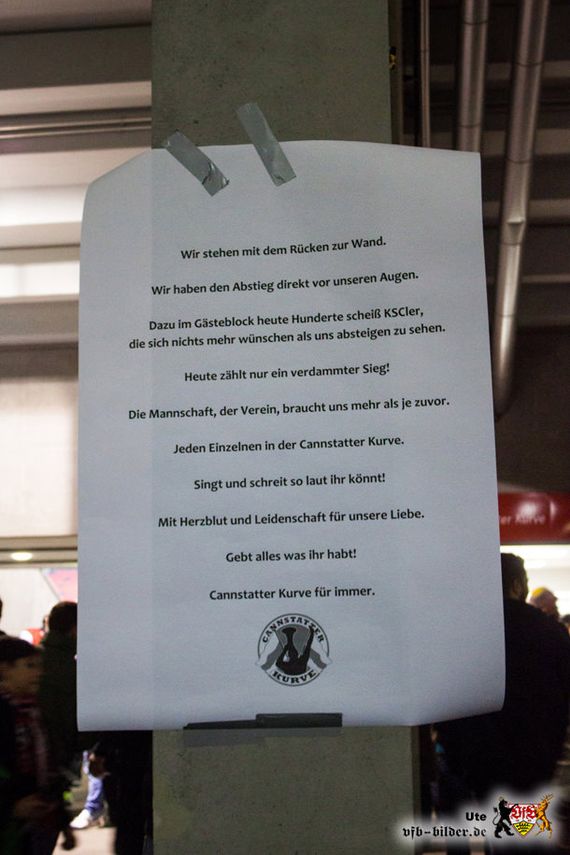 Wir stehen mit dem Rücken zur Wand.
Wir haben den Abstieg direkt vor unseren Augen.
Dazu im Gästeblock heute Hunderte scheiß KSCler,
die sich nichts mehr wünschen als uns absteigen zu sehen.
Heute zählt nur ein verdammter Sieg!
Die Mannschaft, der Verein, braucht uns mehr als je zuvor.
Jeden Einzelnen in der Cannstatter Kurve.
Singt und schreit so laut ihr könnt!
Mit Herzblut und Leidenschaft für unsere Liebe.
Gebt alles was ihr habt!
Cannstatter Kurve für immer.
CANNSTATTER
KURVE
er Kurve
Ute
VfB
vfb-bilder.de